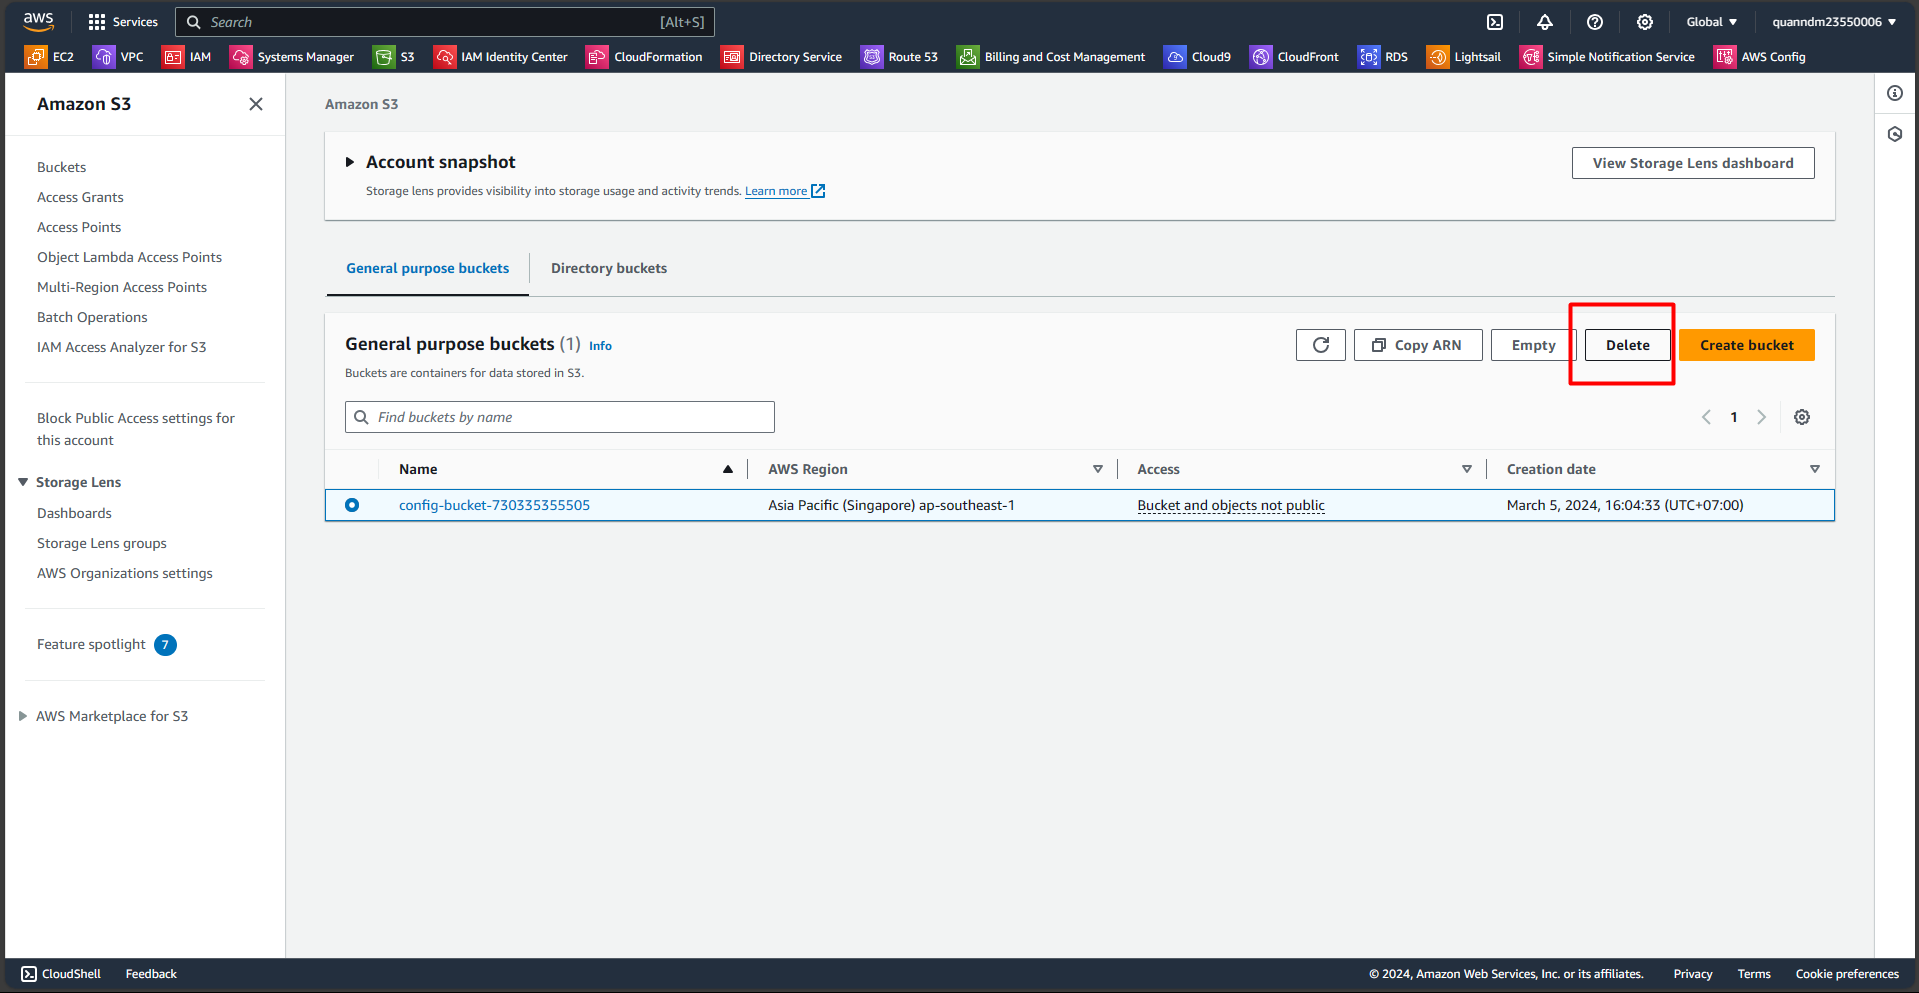 aws Services Search [Alt+S] Global quanndm23550006
EC2 VPC IAM Systems Manager S3 IAM Identity Center CloudFormation Directory Service Route 53 Billing and Cost Management Cloud9 CloudFront RDS Lightsail Simple Notification Service AWS Config
Amazon S3
Buckets
Access Grants
Access Points
Object Lambda Access Points
Multi-Region Access Points
Batch Operations
IAM Access Analyzer for S3
Block Public Access settings for
this account
Storage Lens
Dashboards
Storage Lens groups
AWS Organizations settings
Feature spotlight 7
AWS Marketplace for S3
Amazon S3
Account snapshot
Storage lens provides visibility into storage usage and activity trends. Learn more
View Storage Lens dashboard
General purpose buckets Directory buckets
General purpose buckets (1) Info
Buckets are containers for data stored in S3.
Copy ARN Empty Delete Create bucket
Find buckets by name
1
Name AWS Region Access Creation date
config-bucket-730335355505 Asia Pacific (Singapore) ap-southeast-1 Bucket and objects not public March 5, 2024, 16:04:33 (UTC+07:00)
CloudShell Feedback © 2024, Amazon Web Services, Inc. or its affiliates. Privacy Terms Cookie preferences